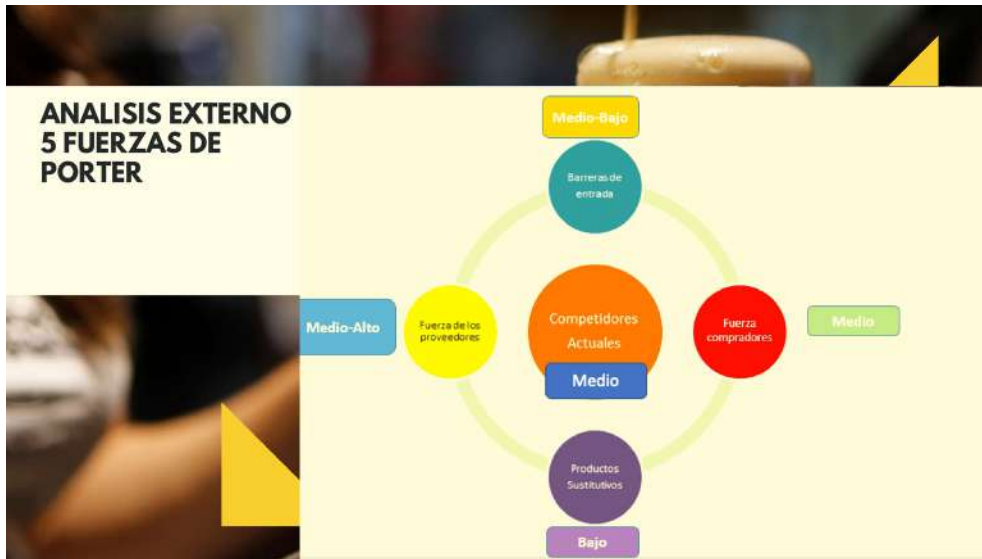 ANALISIS EXTERNO
5 FUERZAS DE
PORTER
Medio-Bajo
Barreras de
entrada
Medio-Alto
Fuerza de los
proveedores
Competidores
Actuales
Medio
Fuerza
compradores
Medio
Productos
Sustitutivos
Bajo